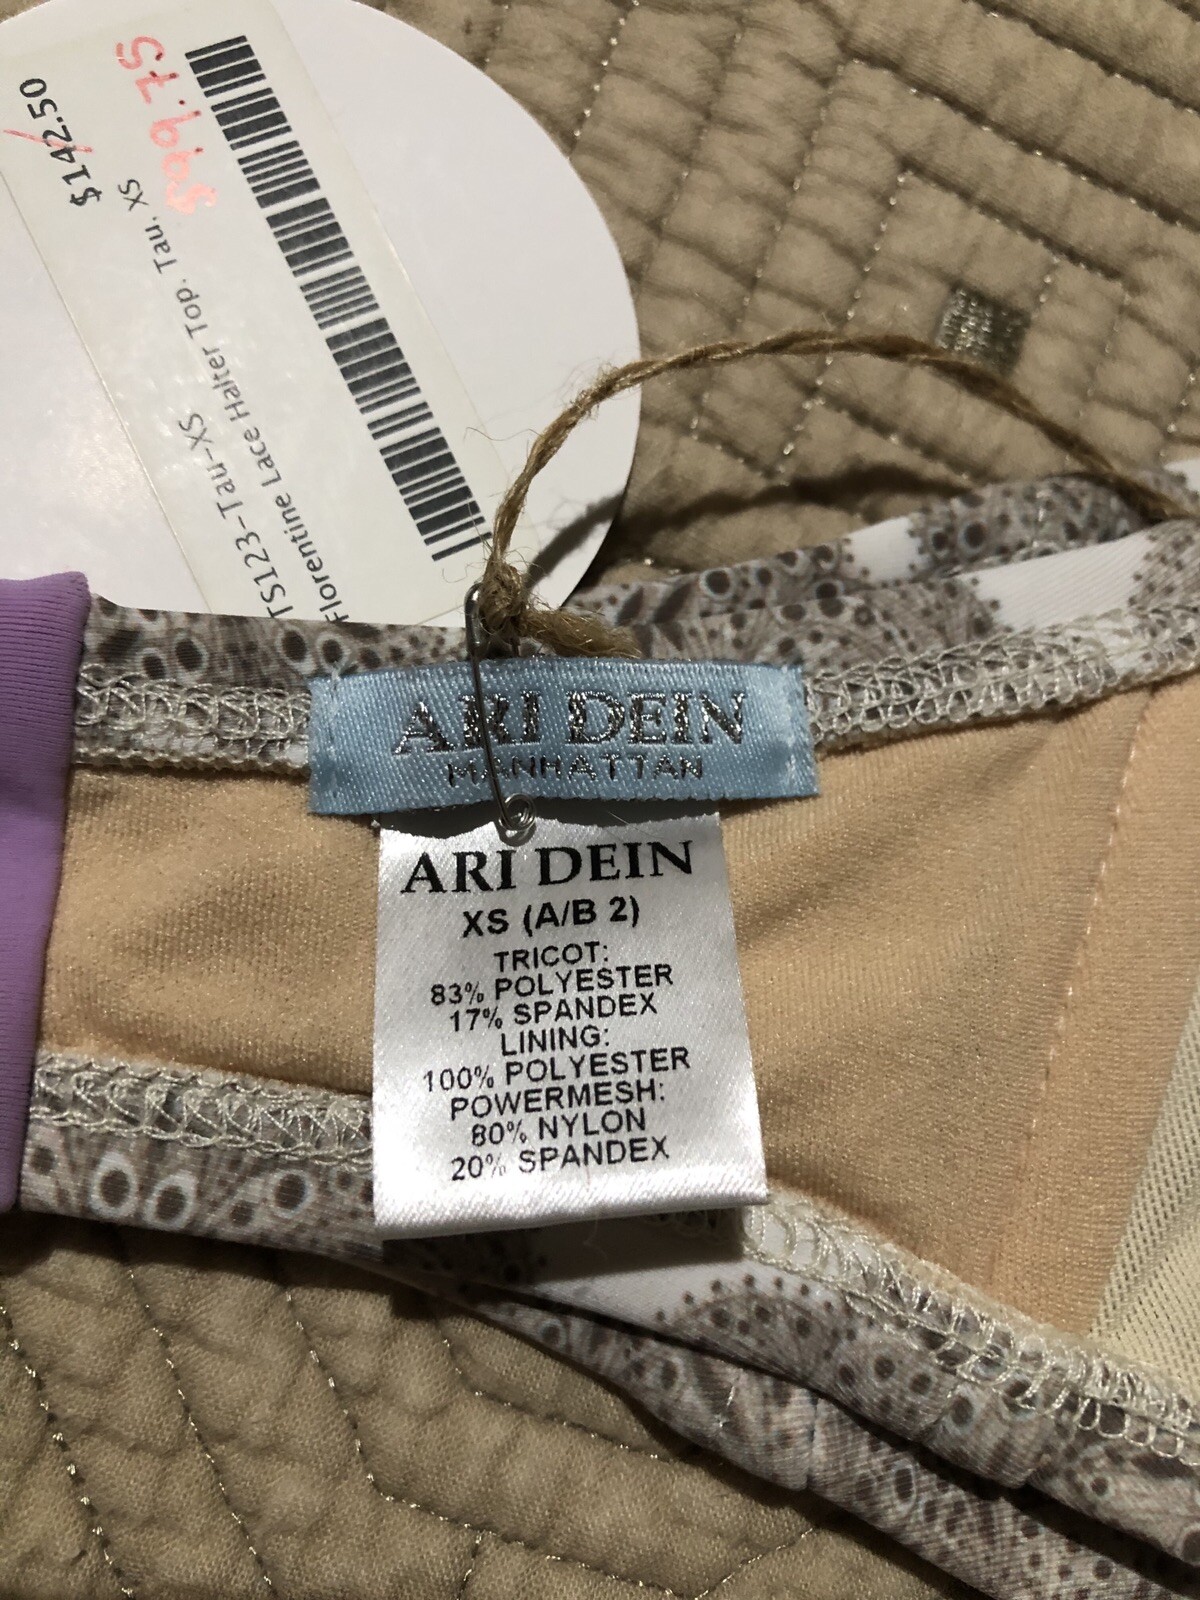 $142.50
$99.75
TS123-Tau-XS
Florentine Lace Halter Top. Tau. XS
ARI DEIN
MANHATTAN
ARI DEIN
XS (A/B 2)
TRICOT:
83% POLYESTER
17% SPANDEX
LINING:
100% POLYESTER
POWERMESH:
80% NYLON
20% SPANDEX